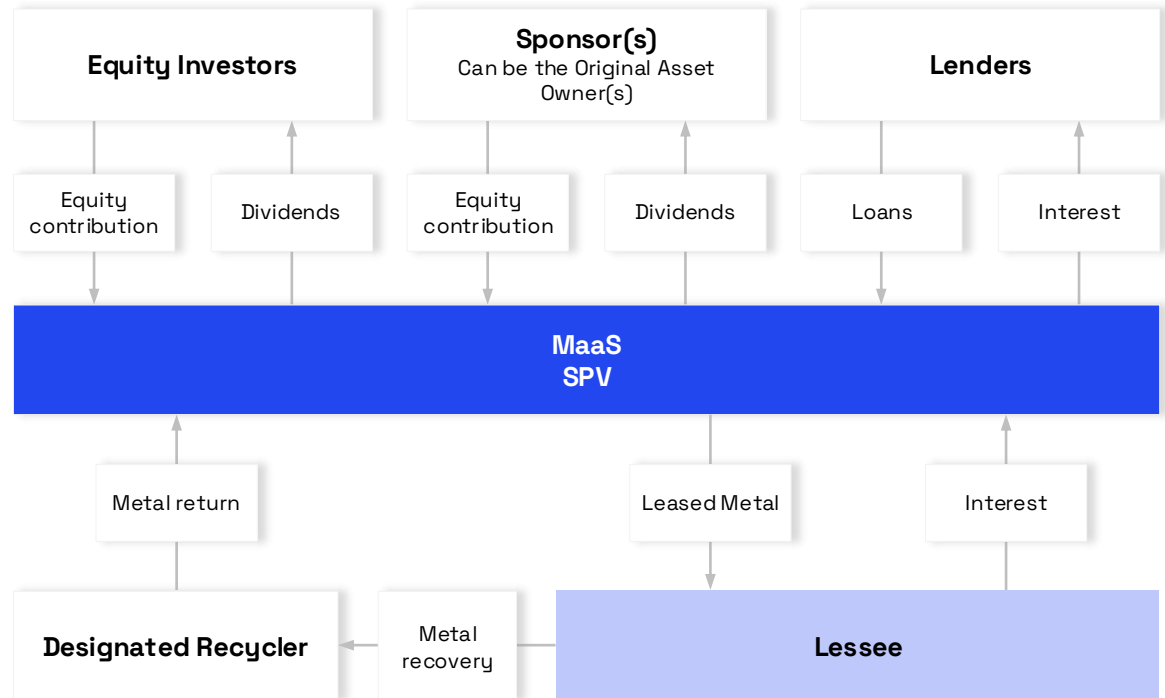 Equity Investors
Sponsor(s)
Can be the Original Asset
Owner(s)
Lenders
Equity
contribution
Dividends
Equity
contribution
Dividends
Loans
Interest
MaaS
SPV
Metal return
Leased Metal
Interest
Designated Recycler
Metal
recovery
Lessee